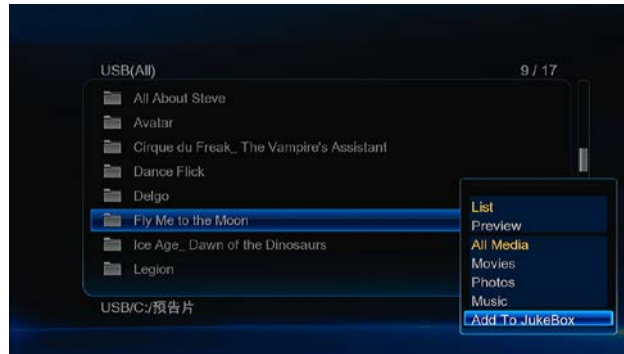 USB(All)
9 / 17
All About Steve
Avatar
Cirque du Freak_ The Vampire's Assistant
Dance Flick
Delgo
Fly Me to the Moon
Ice Age_ Dawn of the Dinosaurs
Legion
USB/C:/预告片
List
Preview
All Media
Movies
Photos
Music
Add To JukeBox